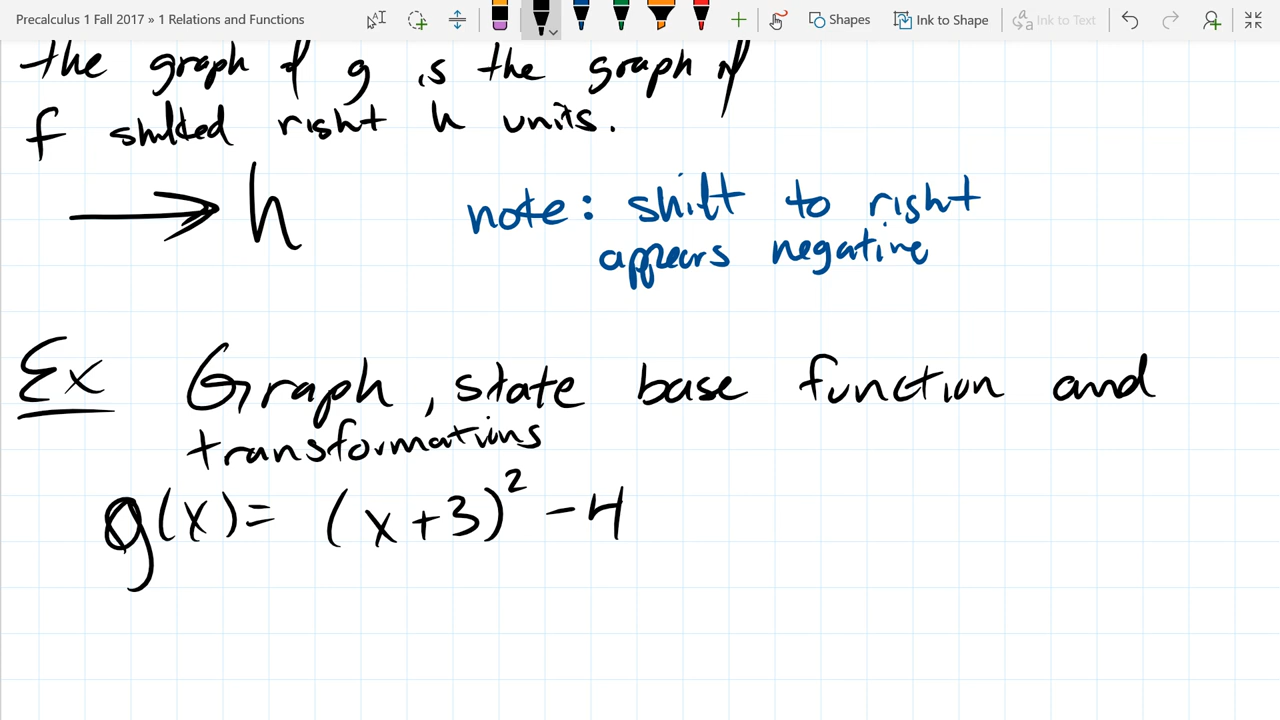 Precalculus 1 Fall 2017 » 1 Relations and Functions
Shapes
Ink to Shape
Ink to Text
the graph of g is the graph of
f shifted right h units.
h
note: shift to right
appears negative
Ex Graph, state base function and
transformations
g(x) = (x+3)² -4